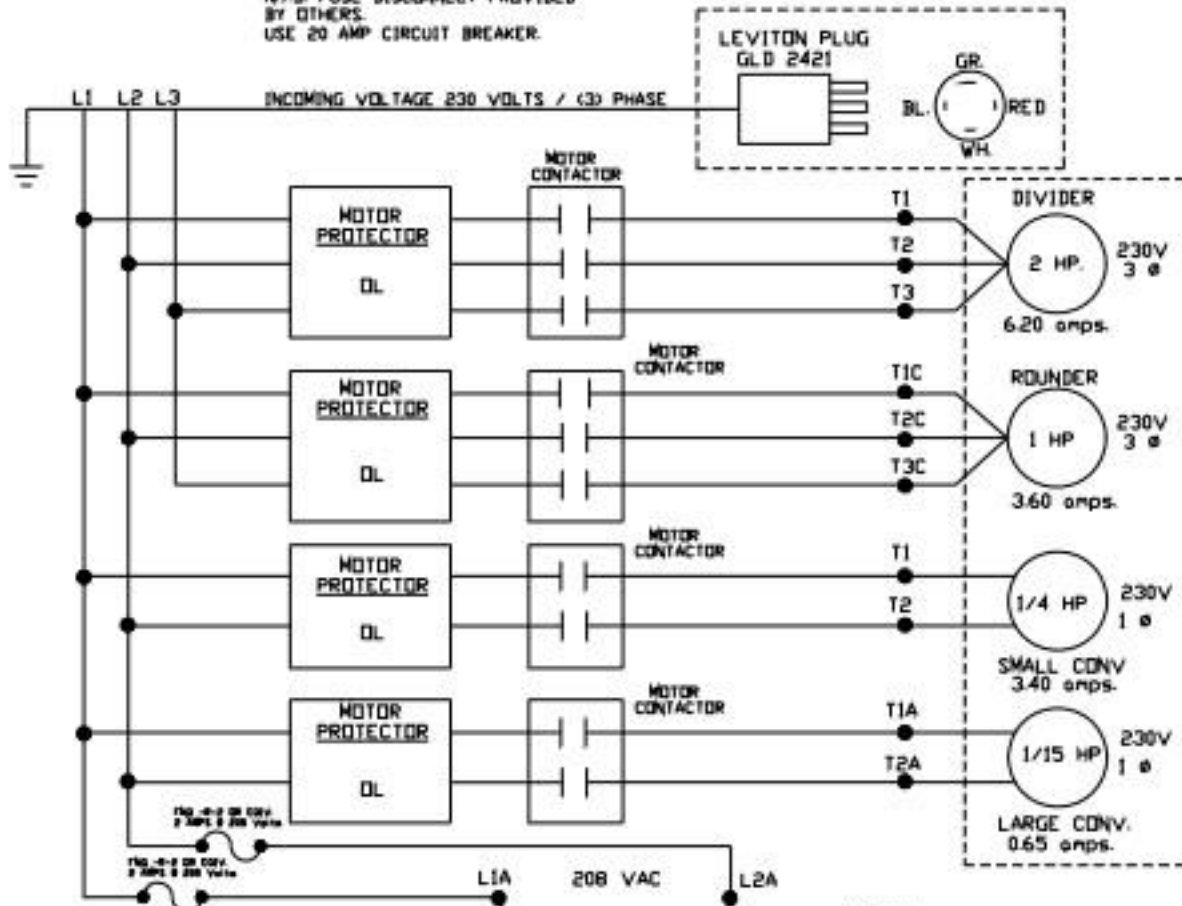 BY OTHERS.
USE 20 AMP CIRCUIT BREAKER.
LEVITON PLUG
GLD 2421
GR.
BL.
RED
WH.
L1 L2 L3
INCOMING VOLTAGE 230 VOLTS / (3) PHASE
MOTOR
CONTACTOR
MOTOR
PROTECTOR
OL
T1
T2
T3
DIVIDER
2 HP.
230V
3 Ø
6.20 amps.
MOTOR
CONTACTOR
MOTOR
PROTECTOR
OL
T1C
T2C
T3C
ROUNDER
1 HP
230V
3 Ø
3.60 amps.
MOTOR
CONTACTOR
MOTOR
PROTECTOR
OL
T1
T2
1/4 HP
230V
1 Ø
SMALL CONV
3.40 amps.
MOTOR
CONTACTOR
MOTOR
PROTECTOR
OL
T1A
T2A
1/15 HP
230V
1 Ø
LARGE CONV.
0.65 amps.
L1A
208 VAC
L2A